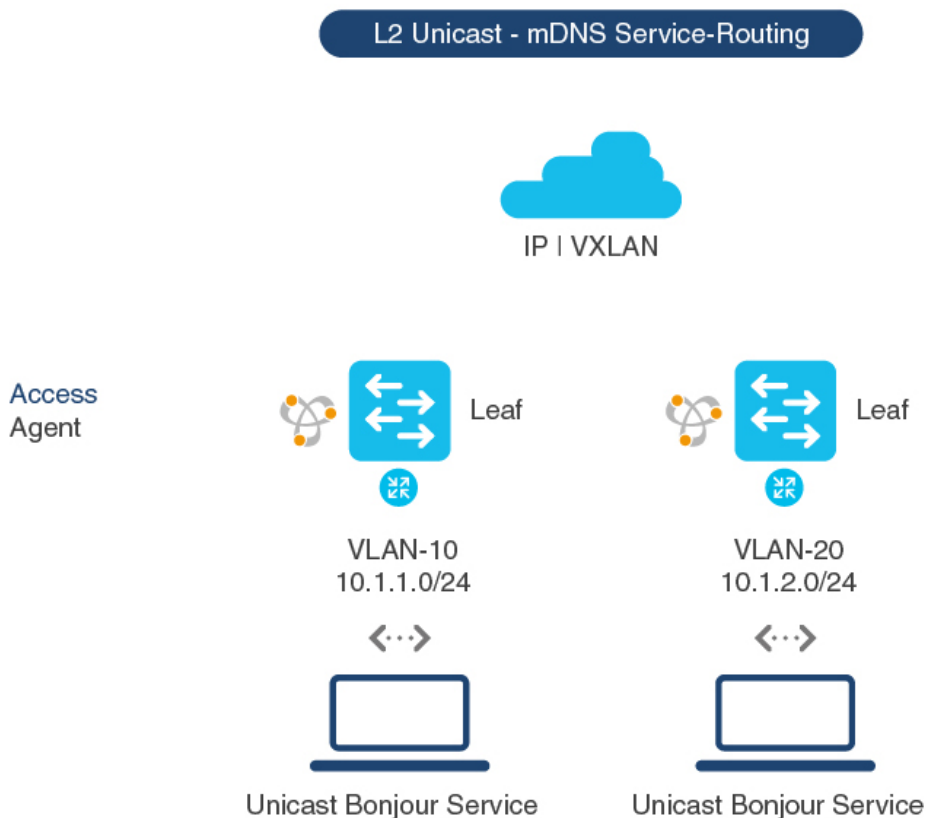 L2 Unicast - mDNS Service-Routing
IP | VXLAN
Access
Agent
Leaf
Leaf
VLAN-10
10.1.1.0/24
VLAN-20
10.1.2.0/24
Unicast Bonjour Service
Unicast Bonjour Service